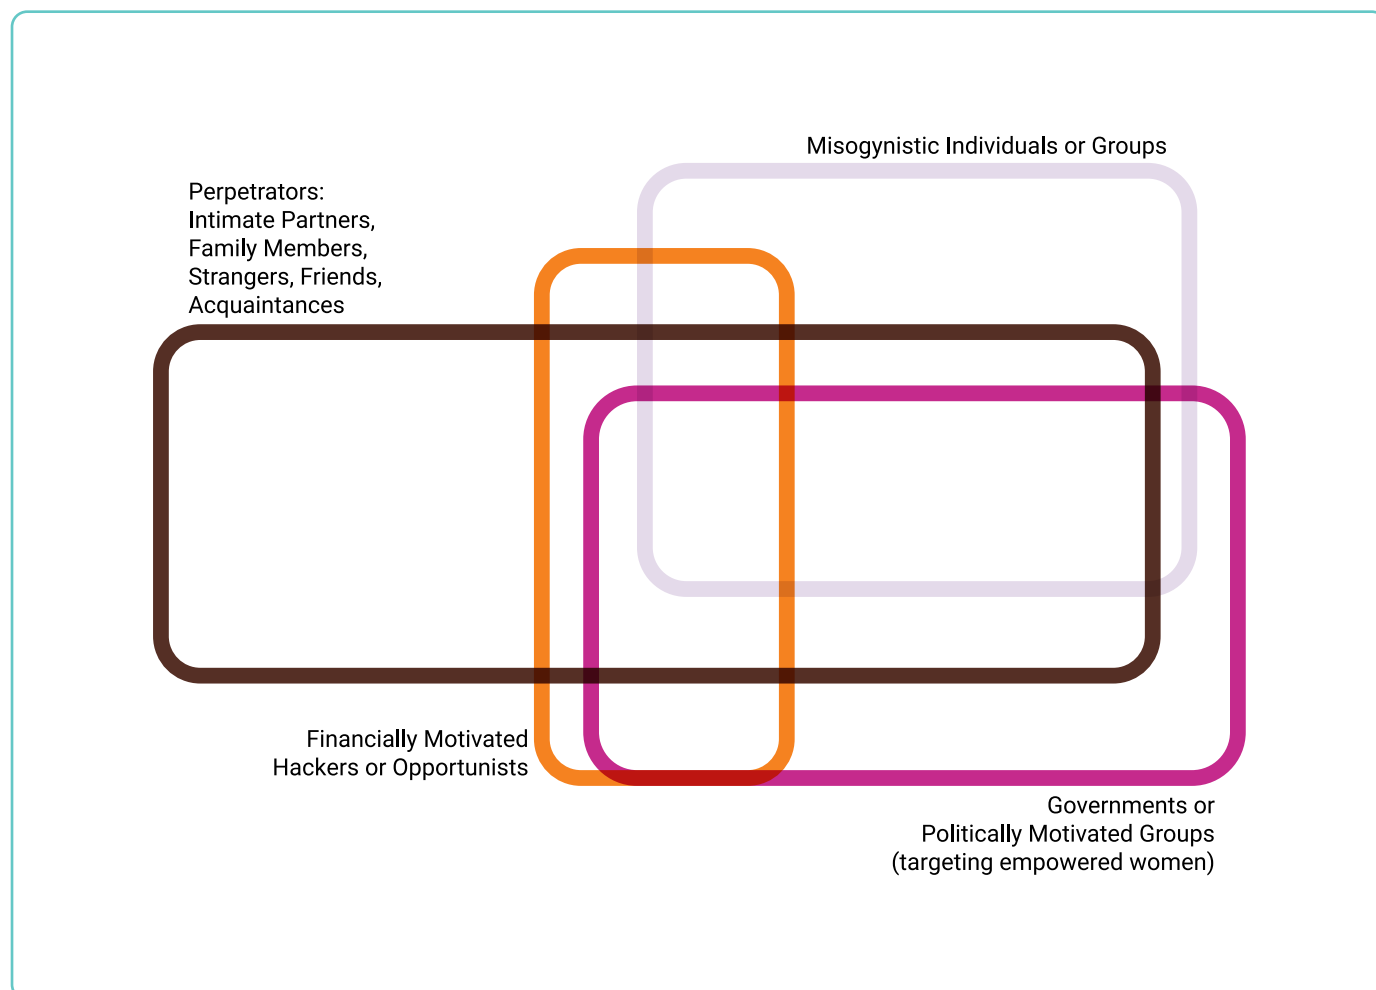 Misogynistic Individuals or Groups
Perpetrators:
Intimate Partners,
Family Members,
Strangers, Friends,
Acquaintances
Financially Motivated
Hackers or Opportunists
Governments or
Politically Motivated Groups
(targeting empowered women)